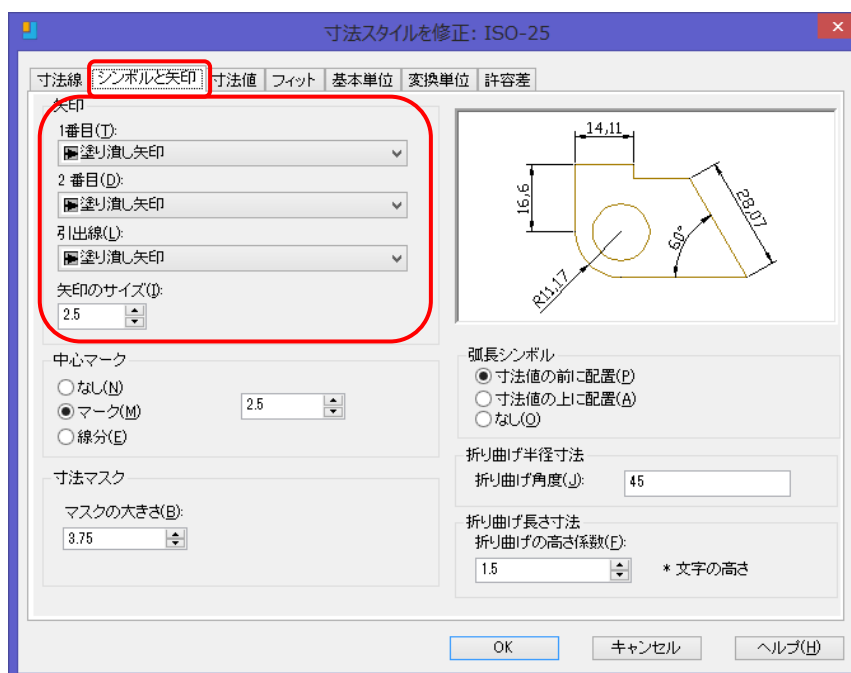 寸法スタイルを修正: ISO-25
寸法線 シンボルと矢印 寸法値 フィット 基本単位 変換単位 許容差
矢印
1番目(T):
塗り潰し矢印
2 番目(D):
塗り潰し矢印
引出線(L):
塗り潰し矢印
矢印のサイズ(I):
2.5
14,11
16,6
28,07
60°
R11,17
中心マーク
なし(N)
マーク(M)
2.5
線分(E)
弧長シンボル
寸法値の前に配置(P)
寸法値の上に配置(A)
なし(O)
寸法マスク
マスクの大きさ(B):
3.75
折り曲げ半径寸法
折り曲げ角度(J): 45
折り曲げ長さ寸法
折り曲げの高さ係数(F):
1.5 * 文字の高さ
OK キャンセル ヘルプ(H)